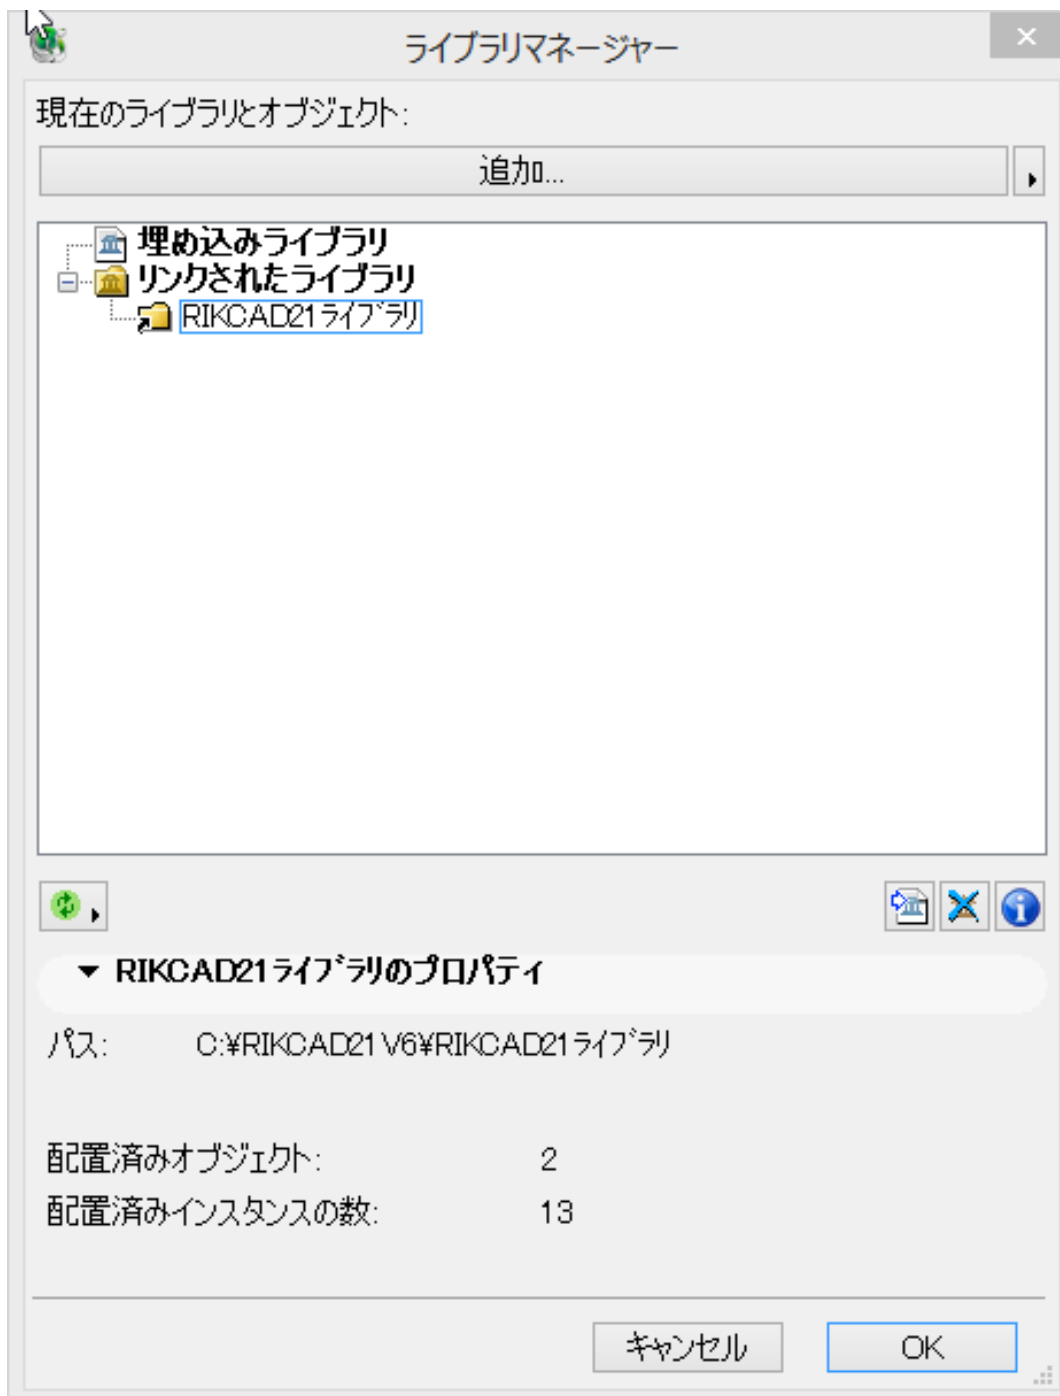 ライブラリマネージャー
現在のライブラリとオブジェクト:
追加...
埋め込みライブラリ
リンクされたライブラリ
RIKCAD21ﾗｲﾌﾞﾗﾘ
RIKCAD21ﾗｲﾌﾞﾗﾘのプロパティ
パス: C:¥RIKCAD21V6¥RIKCAD21ﾗｲﾌﾞﾗﾘ
配置済みオブジェクト: 2
配置済みインスタンスの数: 13
キャンセル OK